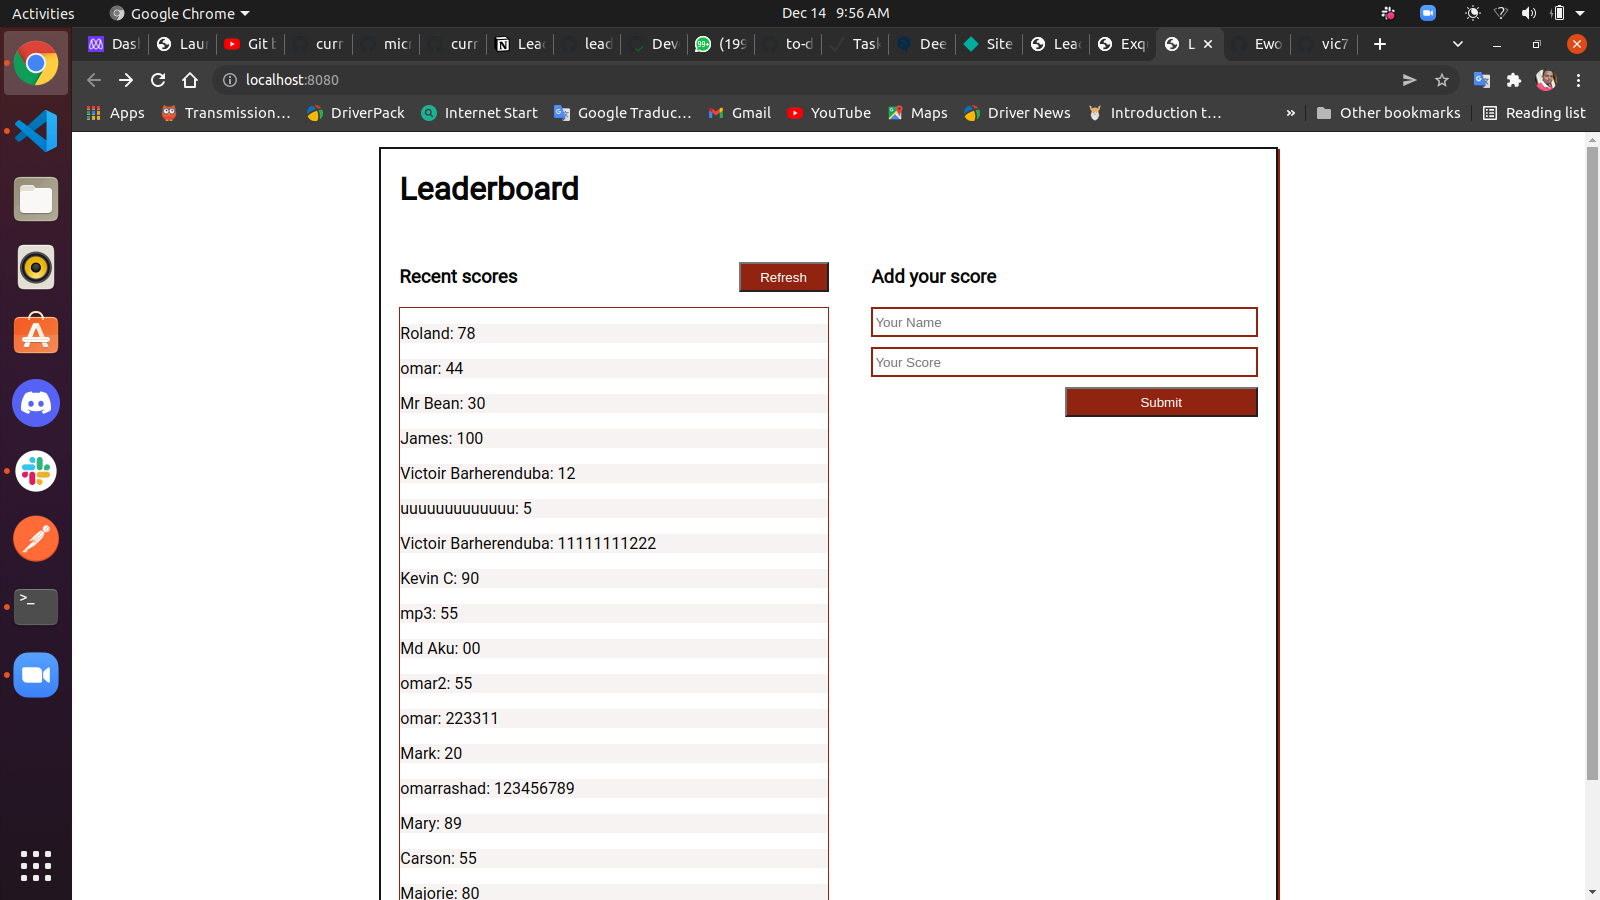 Activities
Google Chrome
Dec 14 9:56 AM
Das
Lau
Git
curr
mic
curr
Lea
lead
Dev
(199
to-d
Task
Dee
Site
Lea
Exq
L
Ewo
vic7
localhost:8080
Apps
Transmission…
DriverPack
Internet Start
Google Traduc…
Gmail
YouTube
Maps
Driver News
Introduction t…
»
Other bookmarks
Reading list
Leaderboard
Recent scores
Refresh
Roland: 78
omar: 44
Mr Bean: 30
James: 100
Victoir Barherenduba: 12
uuuuuuuuuuuuu: 5
Victoir Barherenduba: 11111111222
Kevin C: 90
mp3: 55
Md Aku: 00
omar2: 55
omar: 223311
Mark: 20
omarrashad: 123456789
Mary: 89
Carson: 55
Majorie: 80
Add your score
Your Name
Your Score
Submit